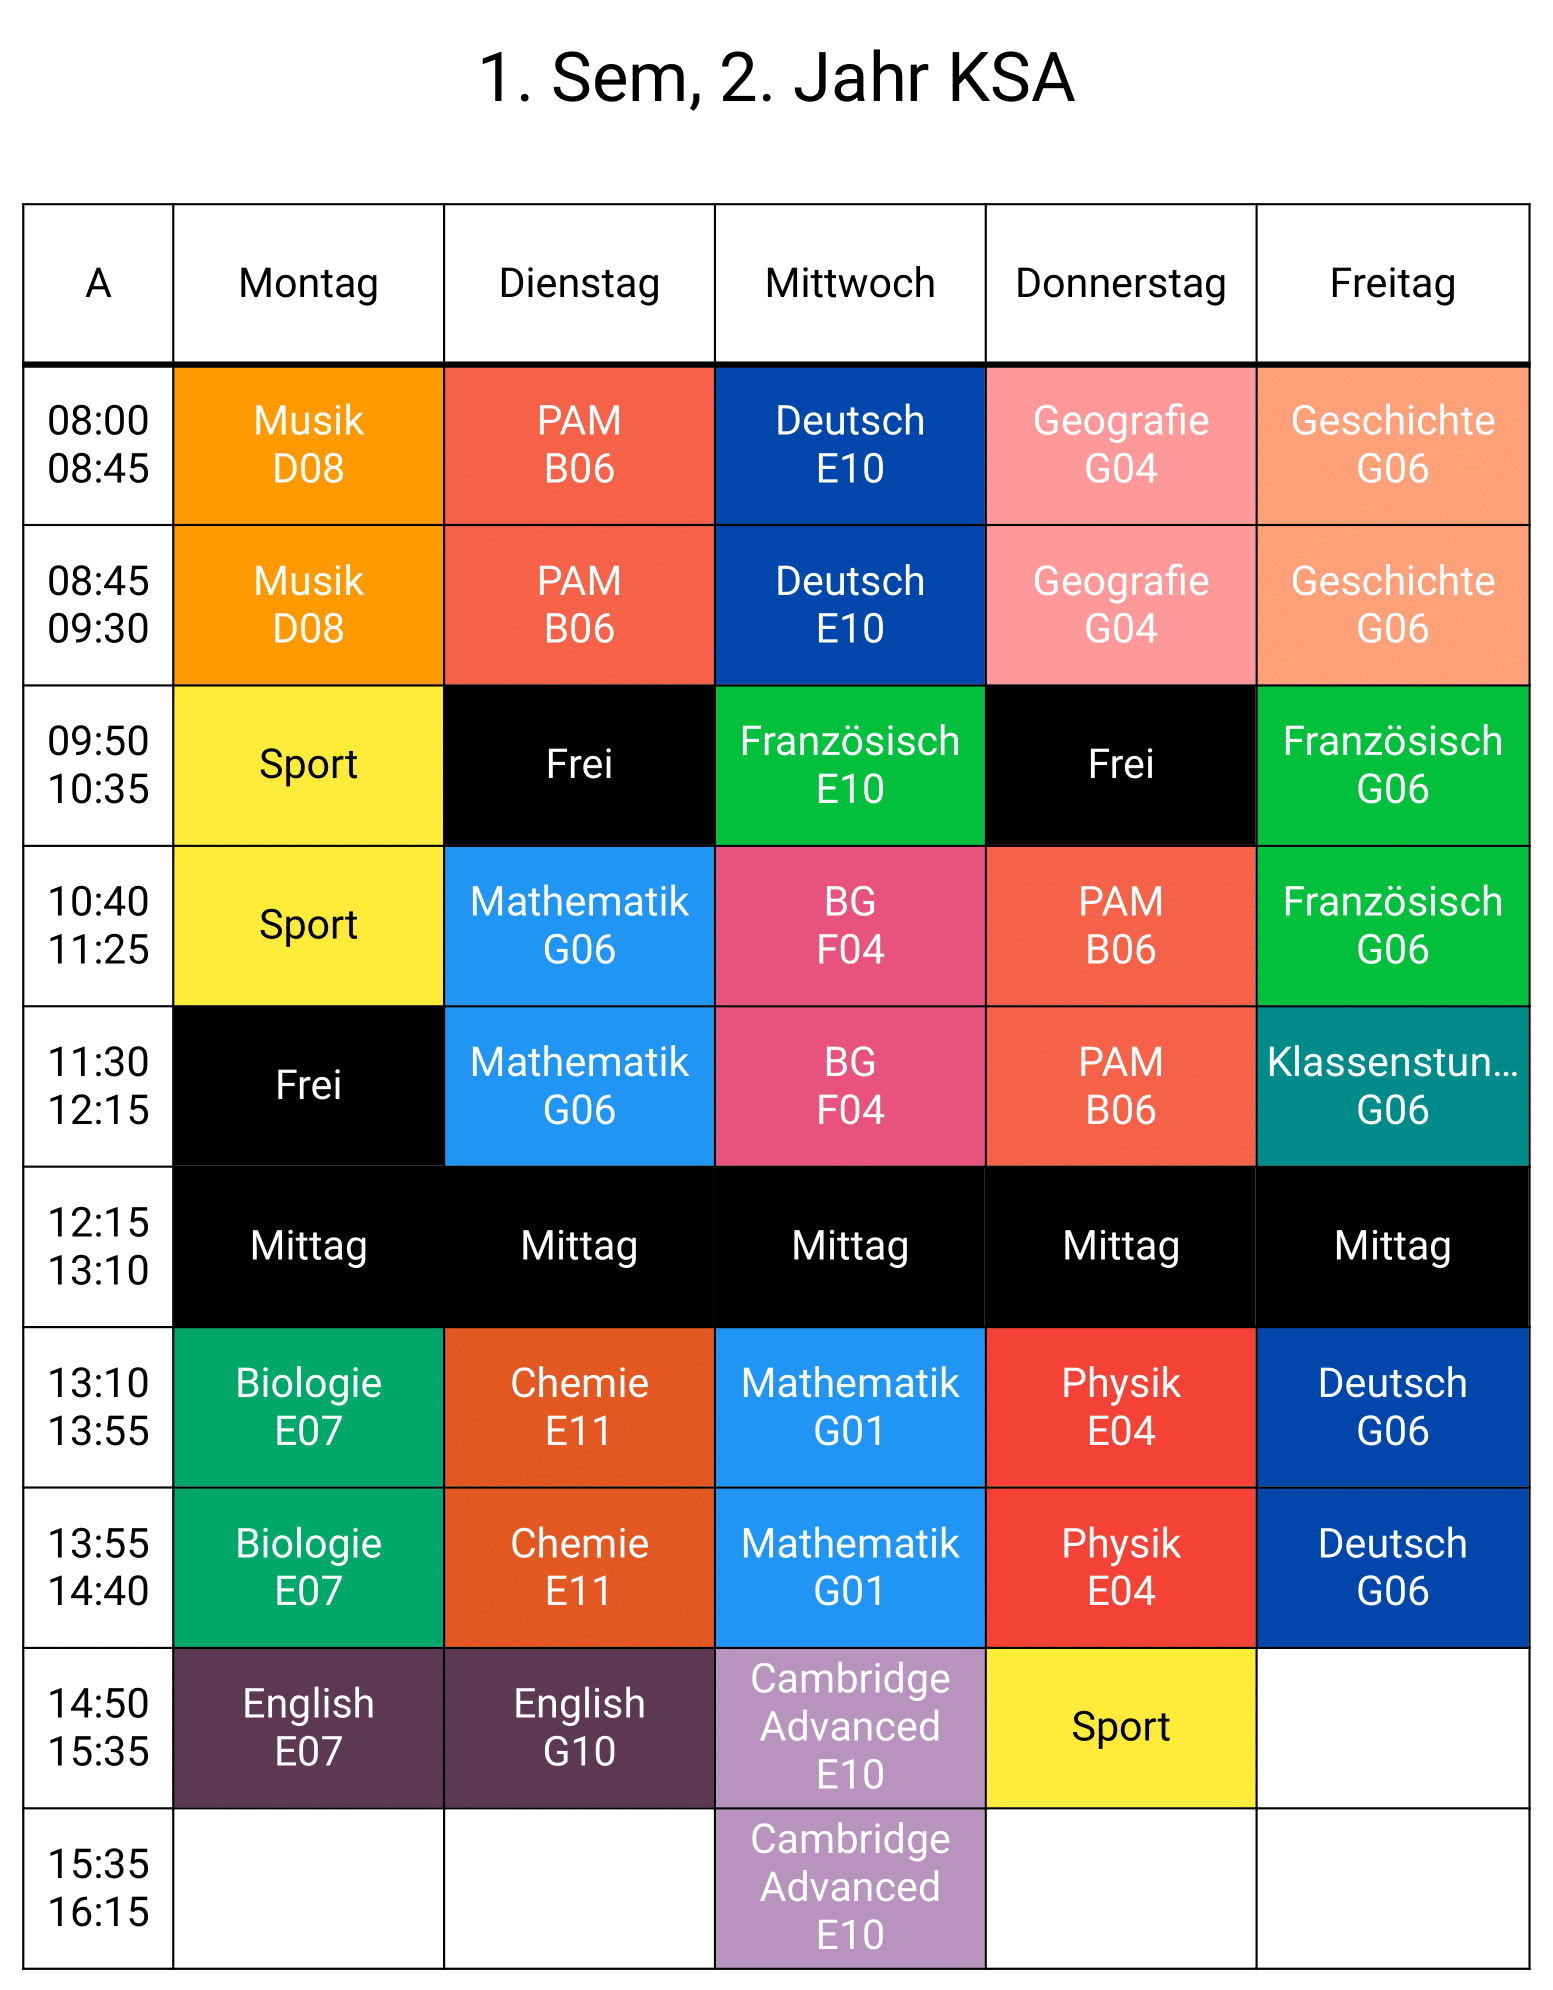 1. Sem, 2. Jahr KSA
A Montag Dienstag Mittwoch Donnerstag Freitag
08:00 Musik PAM Deutsch Geografie Geschichte
08:45 D08 B06 E10 G04 G06
08:45 Musik PAM Deutsch Geografie Geschichte
09:30 D08 B06 E10 G04 G06
09:50 Französisch Französisch
Sport Frei Frei
10:35 E10 G06
10:40 Mathematik BG PAM Französisch
Sport
11:25 G06 F04 B06 G06
11:30 Mathematik BG PAM Klassenstun...
Frei
12:15 G06 F04 B06 G06
12:15
Mittag Mittag Mittag Mittag Mittag
13:10
13:10 Biologie Chemie Mathematik Physik Deutsch
13:55 E07 E11 G01 E04 G06
13:55 Biologie Chemie Mathematik Physik Deutsch
14:40 E07 E11 G01 E04 G06
Cambridge
14:50 English English
Advanced Sport
15:35 E07 G10
E10
Cambridge
15:35
Advanced
16:15
E10